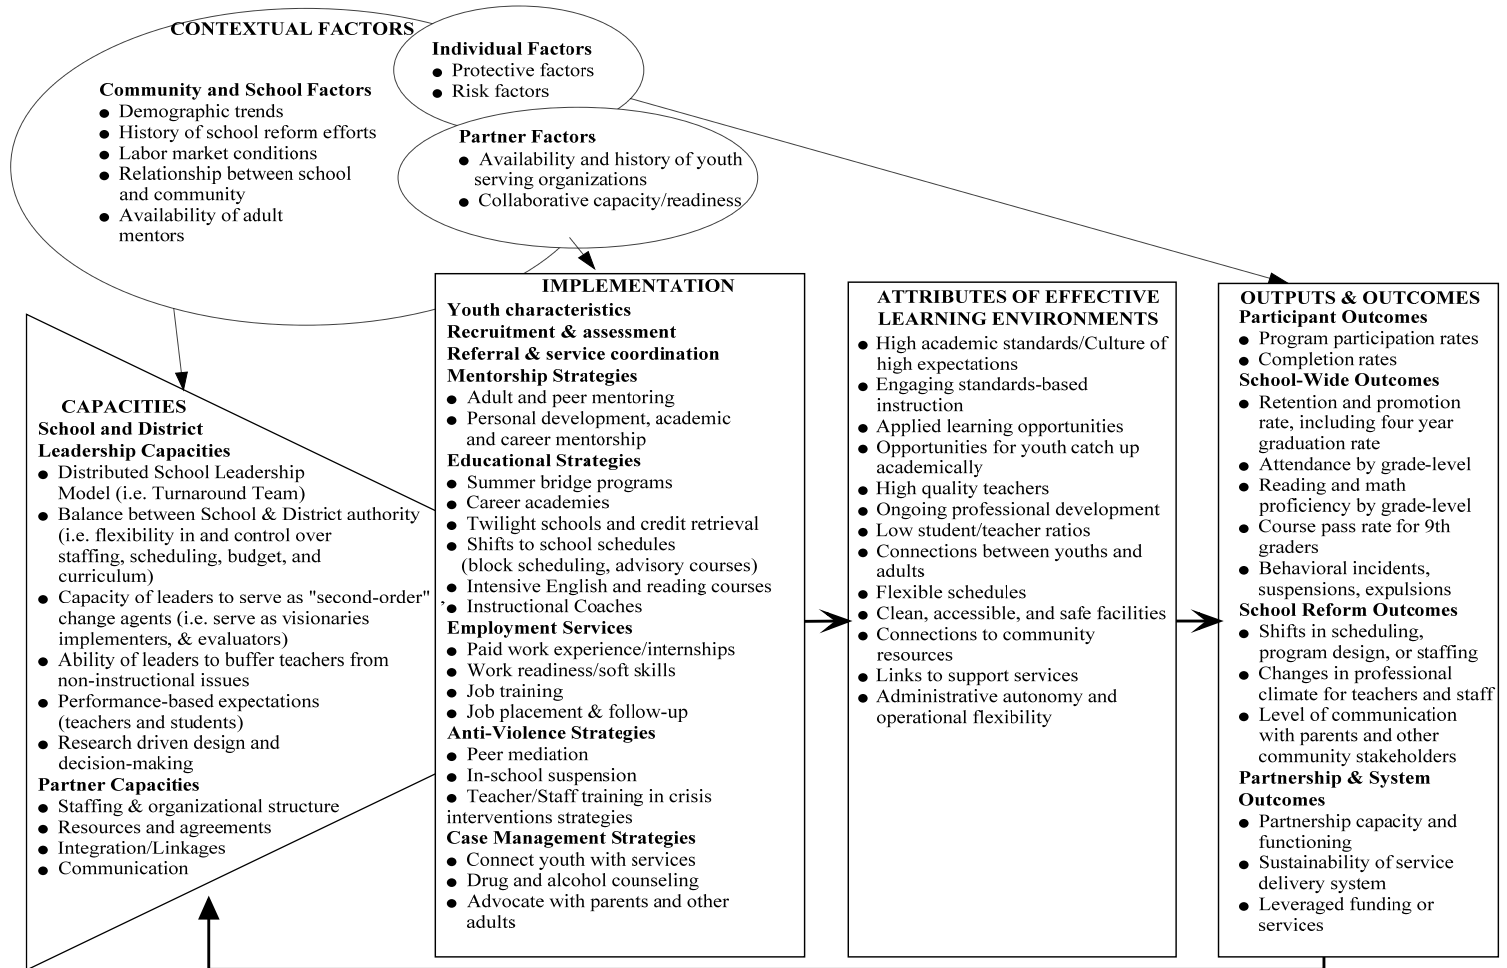 CONTEXTUAL FACTORS
Community and School Factors
● Demographic trends
● History of school reform efforts
● Labor market conditions
● Relationship between school
and community
● Availability of adult
mentors
Individual Factors
● Protective factors
● Risk factors
Partner Factors
● Availability and history of youth
serving organizations
● Collaborative capacity/readiness
CAPACITIES
School and District
Leadership Capacities
● Distributed School Leadership
Model (i.e. Turnaround Team)
● Balance between School & District authority
(i.e. flexibility in and control over
staffing, scheduling, budget, and
curriculum)
● Capacity of leaders to serve as "second-order"
change agents (i.e. serve as visionaries,
implementers, & evaluators)
● Ability of leaders to buffer teachers from
non-instructional issues
● Performance-based expectations
(teachers and students)
● Research driven design and
decision-making
Partner Capacities
● Staffing & organizational structure
● Resources and agreements
● Integration/Linkages
● Communication
IMPLEMENTATION
Youth characteristics
Recruitment & assessment
Referral & service coordination
Mentorship Strategies
● Adult and peer mentoring
● Personal development, academic
and career mentorship
Educational Strategies
● Summer bridge programs
● Career academies
● Twilight schools and credit retrieval
● Shifts to school schedules
(block scheduling, advisory courses)
● Intensive English and reading courses
● Instructional Coaches
Employment Services
● Paid work experience/internships
● Work readiness/soft skills
● Job training
● Job placement & follow-up
Anti-Violence Strategies
● Peer mediation
● In-school suspension
● Teacher/Staff training in crisis
interventions strategies
Case Management Strategies
● Connect youth with services
● Drug and alcohol counseling
● Advocate with parents and other
adults
ATTRIBUTES OF EFFECTIVE
LEARNING ENVIRONMENTS
● High academic standards/Culture of
high expectations
● Engaging standards-based
instruction
● Applied learning opportunities
● Opportunities for youth catch up
academically
● High quality teachers
● Ongoing professional development
● Low student/teacher ratios
● Connections between youths and
adults
● Flexible schedules
● Clean, accessible, and safe facilities
● Connections to community
resources
● Links to support services
● Administrative autonomy and
operational flexibility
OUTPUTS & OUTCOMES
Participant Outcomes
● Program participation rates
● Completion rates
School-Wide Outcomes
● Retention and promotion
rate, including four year
graduation rate
● Attendance by grade-level
● Reading and math
proficiency by grade-level
● Course pass rate for 9th
graders
● Behavioral incidents,
suspensions, expulsions
School Reform Outcomes
● Shifts in scheduling,
program design, or staffing
● Changes in professional
climate for teachers and staff
● Level of communication
with parents and other
community stakeholders
Partnership & System
Outcomes
● Partnership capacity and
functioning
● Sustainability of service
delivery system
● Leveraged funding or
services